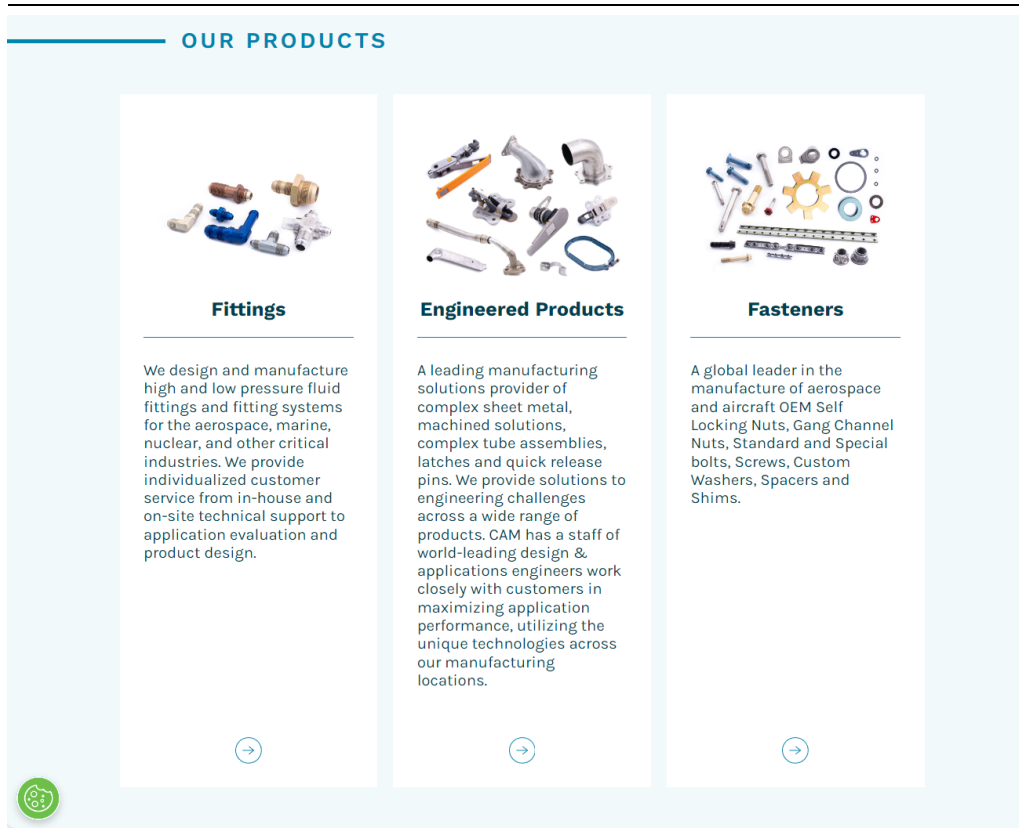 OUR PRODUCTS
Fittings
We design and manufacture
high and low pressure fluid
fittings and fitting systems
for the aerospace, marine,
nuclear, and other critical
industries. We provide
individualized customer
service from in-house and
on-site technical support to
application evaluation and
product design.
Engineered Products
A leading manufacturing
solutions provider of
complex sheet metal,
machined solutions,
complex tube assemblies,
latches and quick release
pins. We provide solutions to
engineering challenges
across a wide range of
products. CAM has a staff of
world-leading design &
applications engineers work
closely with customers in
maximizing application
performance, utilizing the
unique technologies across
our manufacturing
locations.
Fasteners
A global leader in the
manufacture of aerospace
and aircraft OEM Self
Locking Nuts, Gang Channel
Nuts, Standard and Special
bolts, Screws, Custom
Washers, Spacers and
Shims.